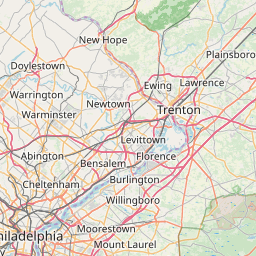 New Hope
Plainsboro
Doylestown
Ewing
Lawrence
Warrington
Newtown
Trenton
Warminster
Levittown
Abington
Florence
Bensalem
Cheltenham
Burlington
Willingboro
Philadelphia
Moorestown
Mount Laurel